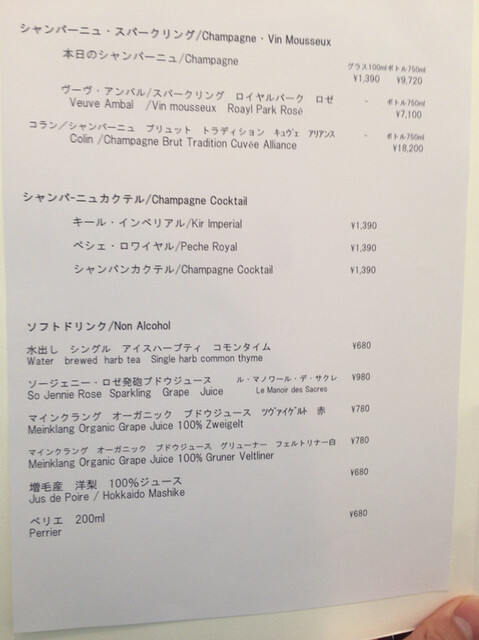 シャンパーニュ・スパークリング/Champagne・Vin Mousseux
本日のシャンパーニュ/Champagne グラス100ml ボトル750ml
¥1,390 ¥9,720
ヴーヴ・アンバル/スパークリング ロイヤルパーク ロゼ - ボトル750ml
Veuve Ambal /Vin mousseux Roayl Park Rosé ¥7,100
コラン／シャンパーニュ ブリュット トラディション キュヴェ アリアンス - ボトル750ml
Colin /Champagne Brut Tradition Cuvée Alliance ¥18,200
シャンパーニュカクテル/Champagne Cocktail
キール・インペリアル/Kir Imperial ¥1,390
ペシェ・ロワイヤル/Peche Royal ¥1,390
シャンパンカクテル/Champagne Cocktail ¥1,390
ソフトドリンク/Non Alcohol
水出し シングル アイスハーブティ コモンタイム ¥680
Water brewed harb tea Single harb common thyme
ソージェニー・ロゼ発砲ブドウジュース ル・マノワール・デ・サクレ ¥980
So Jennie Rose Sparkling Grape Juice Le Manoir des Sacres
マインクラング オーガニック ブドウジュース ツヴァイゲルト 赤 ¥780
Meinklang Organic Grape Juice 100% Zweigelt
マインクラング オーガニック ブドウジュース グリューナー フェルトリナー白 ¥780
Meinklang Organic Grape Juice 100% Gruner Veltliner
増毛産 洋梨 100%ジュース ¥680
Jus de Poire / Hokkaido Mashike
ペリエ 200ml ¥680
Perrier